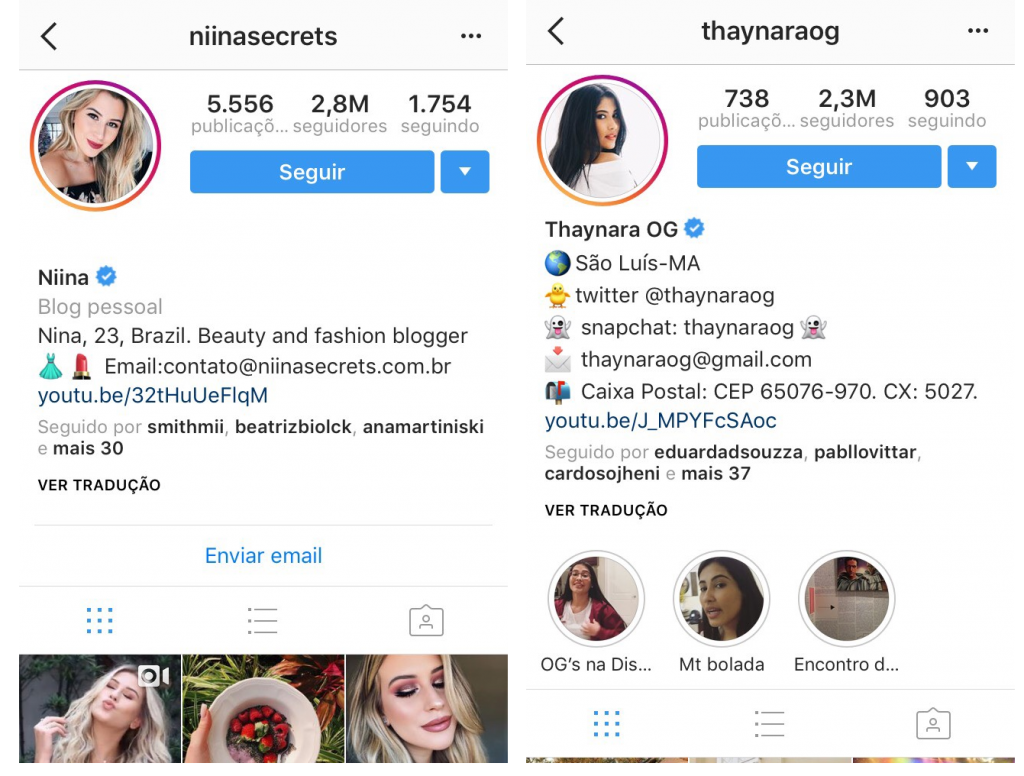 niinasecrets
5.556 2,8M 1.754
publicaçõ... seguidores seguindo
Seguir
Niina
Blog pessoal
Nina, 23, Brazil. Beauty and fashion blogger
Email:contato@niinasecrets.com.br
youtu.be/32tHuUeFlqM
Seguido por smithmii, beatrizbiolck, anamartiniski
e mais 30
VER TRADUÇÃO
Enviar email
thaynaraog
738 2,3M 903
publicaçõ... seguidores seguindo
Seguir
Thaynara OG
São Luís-MA
twitter @thaynaraog
snapchat: thaynaraog
thaynaraog@gmail.com
Caixa Postal: CEP 65076-970. CX: 5027.
youtu.be/J_MPYFcSAoc
Seguido por eduardadsouzza, pabllovittar,
cardosojheni e mais 37
VER TRADUÇÃO
OG's na Dis... Mt bolada Encontro d...